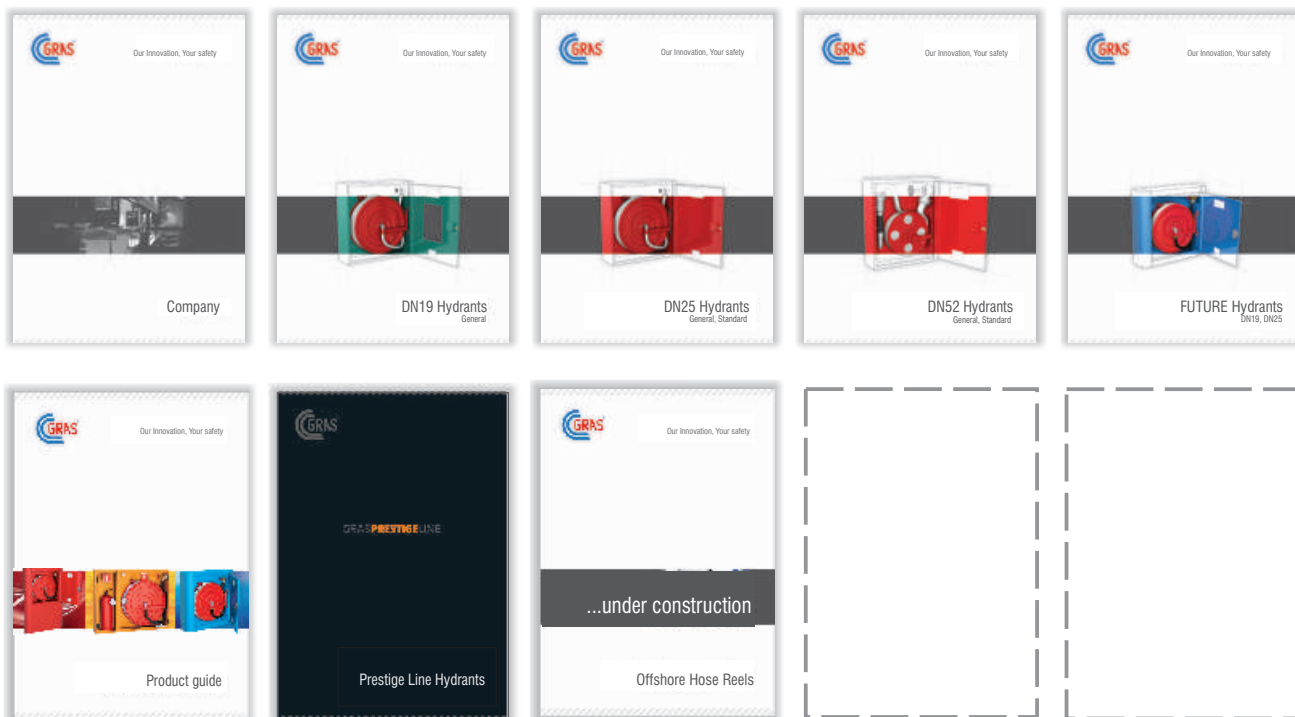 GRAS
Our Innovation, Your safety
Company
GRAS
Our Innovation, Your safety
DN19 Hydrants
General
GRAS
Our Innovation, Your safety
DN25 Hydrants
General, Standard
GRAS
Our Innovation, Your safety
DN52 Hydrants
General, Standard
GRAS
Our Innovation, Your safety
FUTURE Hydrants
DN19, DN25
GRAS
Our Innovation, Your safety
Product guide
GRAS
GRASPRESTIGELINE
Prestige Line Hydrants
GRAS
Our Innovation, Your safety
...under construction
Offshore Hose Reels